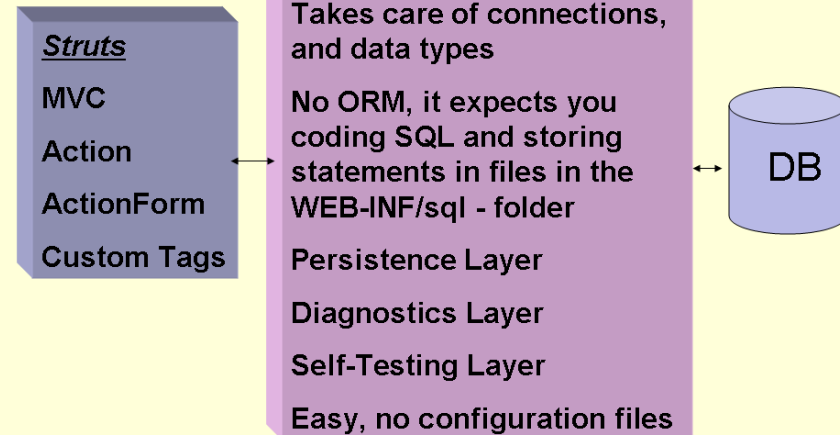 Struts
MVC
Action
ActionForm
Custom Tags
Takes care of connections,
and data types
No ORM, it expects you
coding SQL and storing
statements in files in the
WEB-INF/sql - folder
Persistence Layer
Diagnostics Layer
Self-Testing Layer
Easy, no configuration files
DB